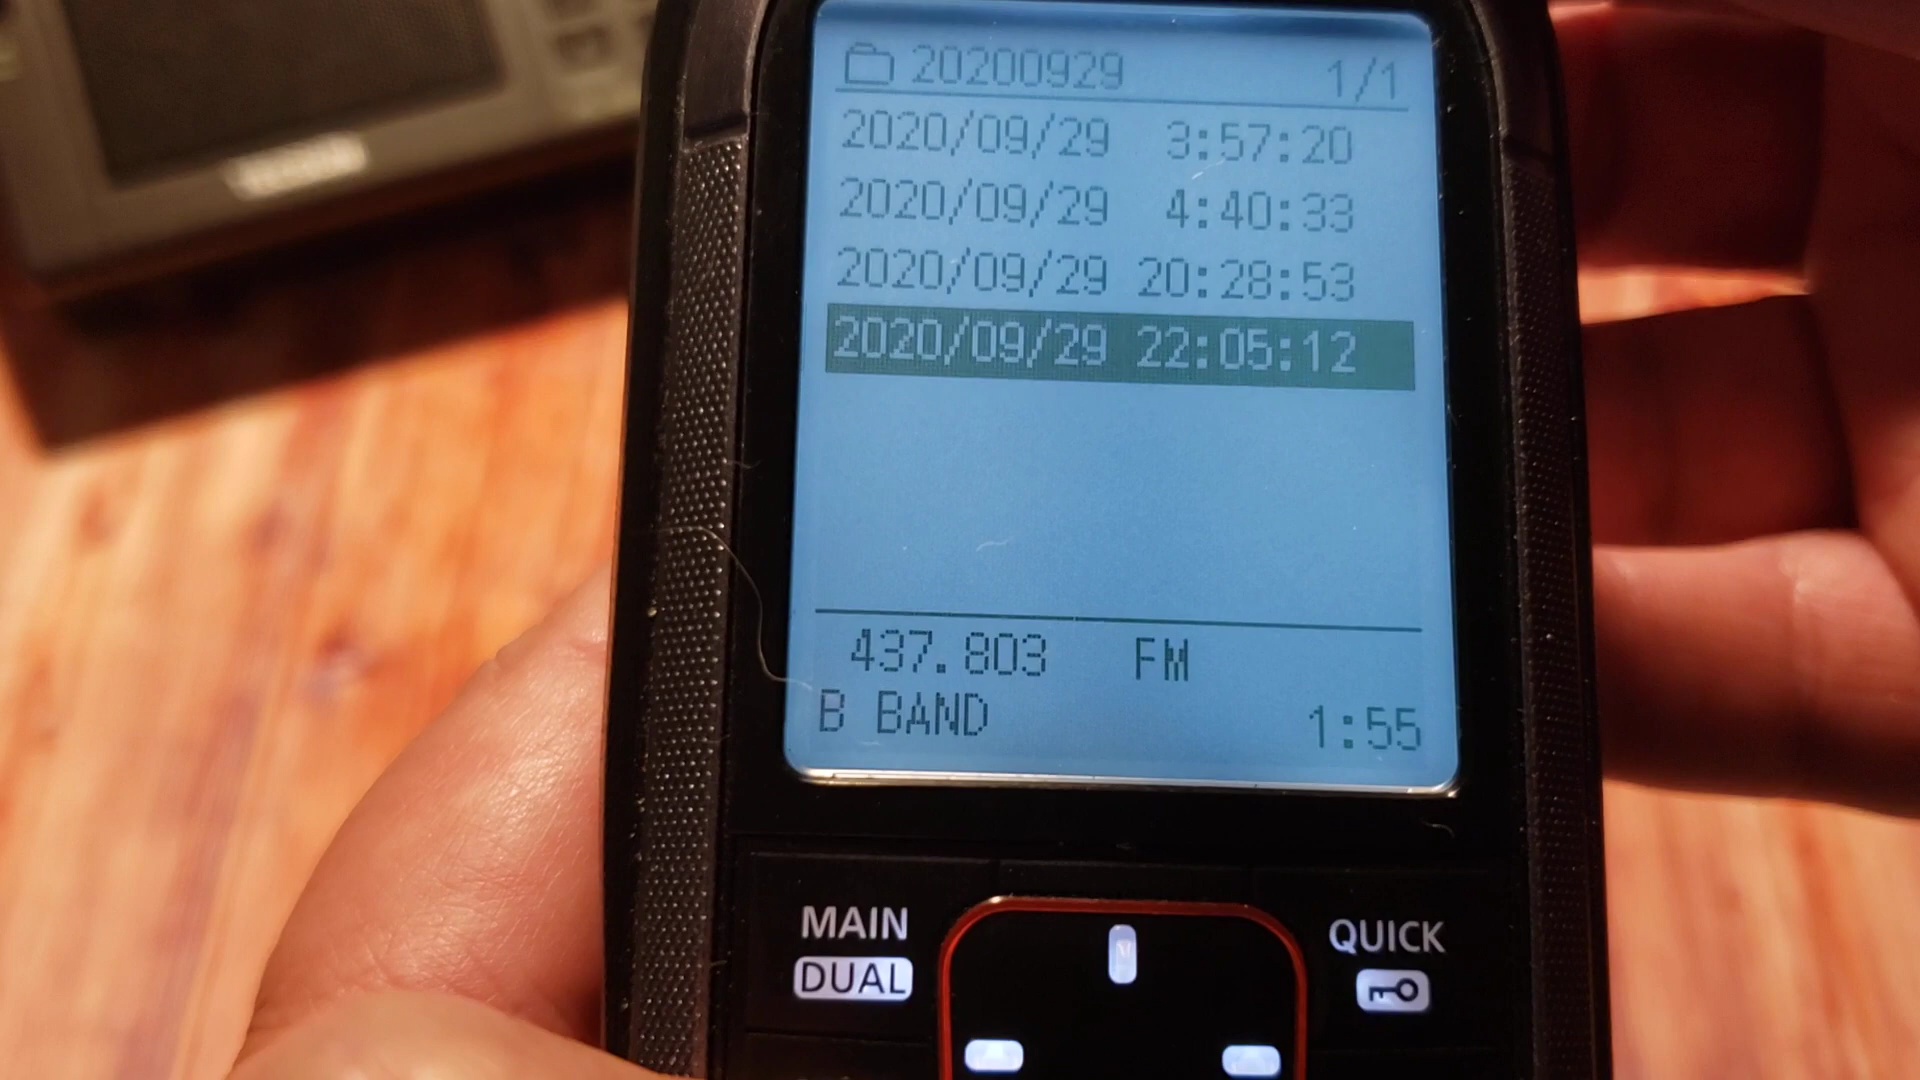 20200929 1/1
2020/09/29 3:57:20
2020/09/29 4:40:33
2020/09/29 20:28:53
2020/09/29 22:05:12
437.803 FM
B BAND 1:55
MAIN QUICK
DUAL